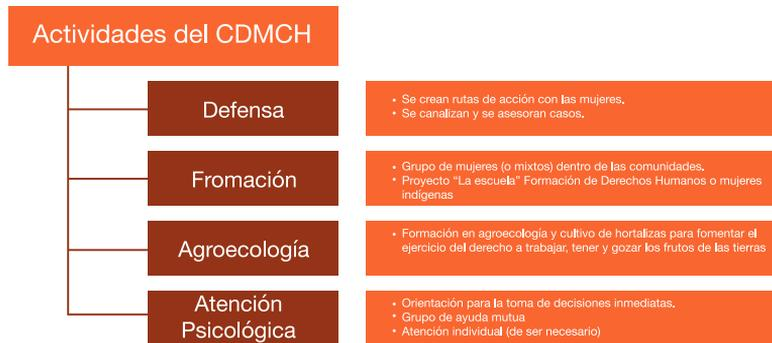 Actividades del CDMCH
Defensa
• Se crean rutas de acción con las mujeres.
• Se canalizan y se asesoran casos.
Fromación
• Grupo de mujeres (o mixtos) dentro de las comunidades.
• Proyecto "La escuela" Formación de Derechos Humanos o mujeres
indígenas
Agroecología
• Formación en agroecología y cultivo de hortalizas para fomentar el
ejercicio del derecho a trabajar, tener y gozar los frutos de las tierras
Atención
Psicológica
• Orientación para la toma de decisiones inmediatas.
• Grupo de ayuda mutua
• Atención individual (de ser necesario)